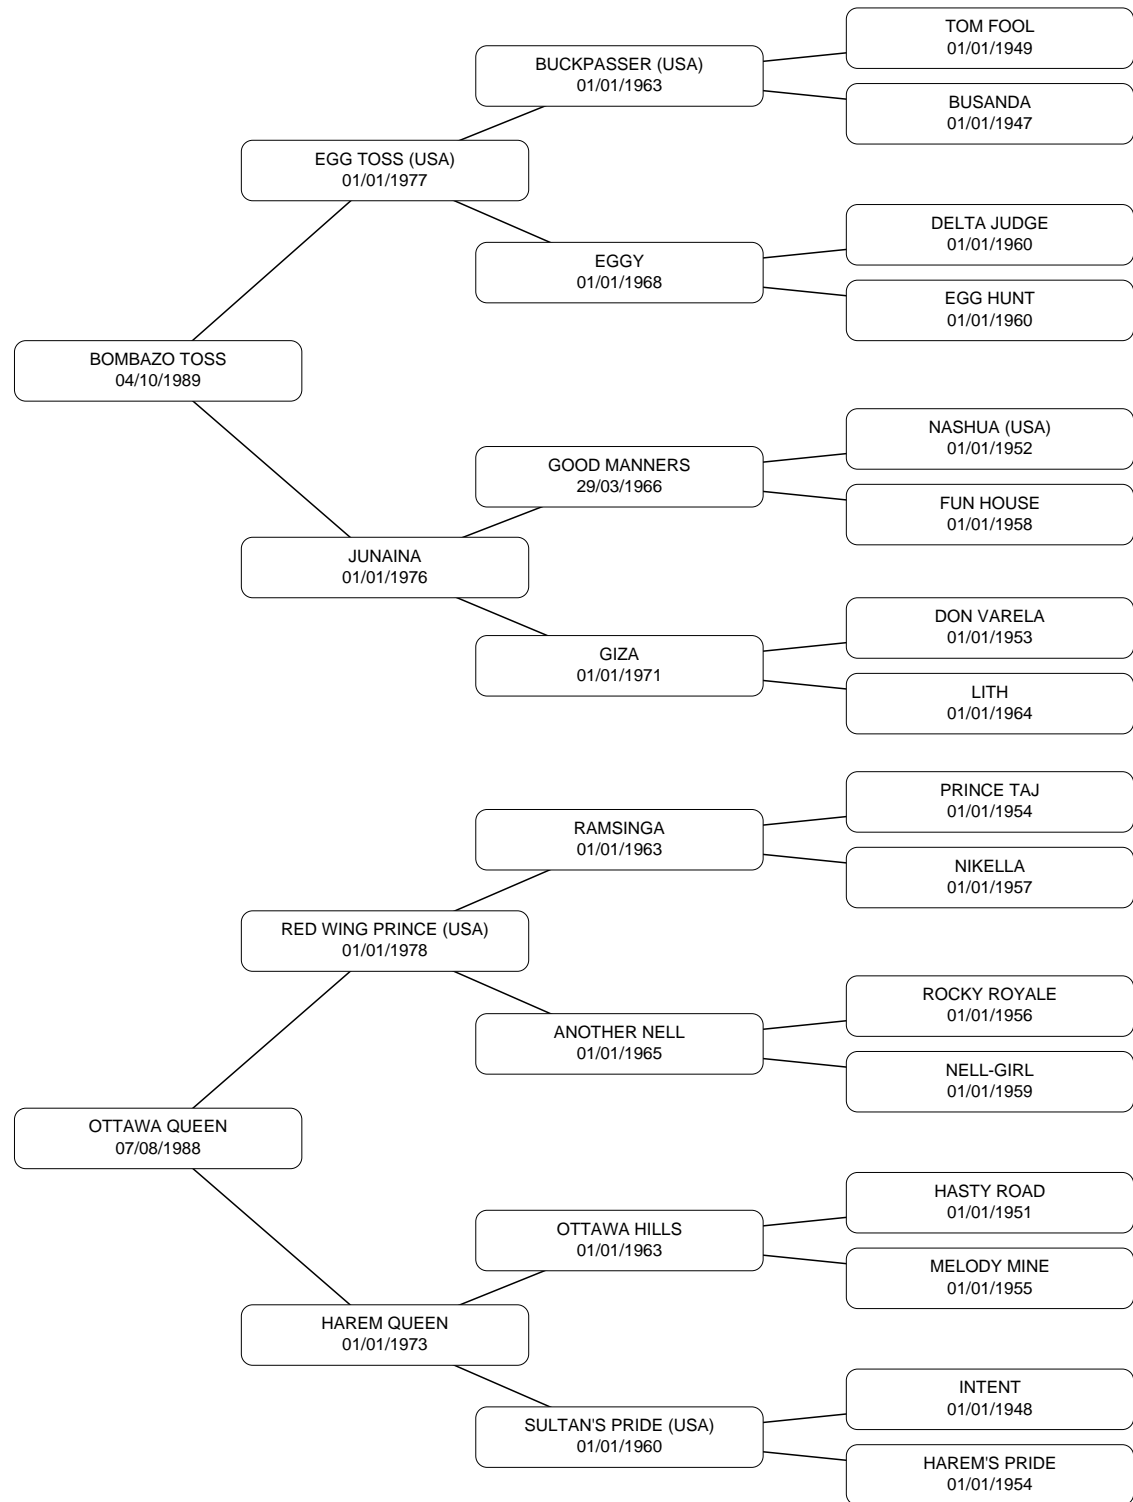 TOM FOOL
01/01/1949
BUCKPASSER (USA)
01/01/1963
BUSANDA
01/01/1947
EGG TOSS (USA)
01/01/1977
DELTA JUDGE
01/01/1960
EGGY
01/01/1968
EGG HUNT
01/01/1960
BOMBAZO TOSS
04/10/1989
NASHUA (USA)
01/01/1952
GOOD MANNERS
29/03/1966
FUN HOUSE
01/01/1958
JUNAINA
01/01/1976
DON VARELA
01/01/1953
GIZA
01/01/1971
LITH
01/01/1964
PRINCE TAJ
01/01/1954
RAMSINGA
01/01/1963
NIKELLA
01/01/1957
RED WING PRINCE (USA)
01/01/1978
ROCKY ROYALE
01/01/1956
ANOTHER NELL
01/01/1965
NELL-GIRL
01/01/1959
OTTAWA QUEEN
07/08/1988
HASTY ROAD
01/01/1951
OTTAWA HILLS
01/01/1963
MELODY MINE
01/01/1955
HAREM QUEEN
01/01/1973
INTENT
01/01/1948
SULTAN'S PRIDE (USA)
01/01/1960
HAREM'S PRIDE
01/01/1954